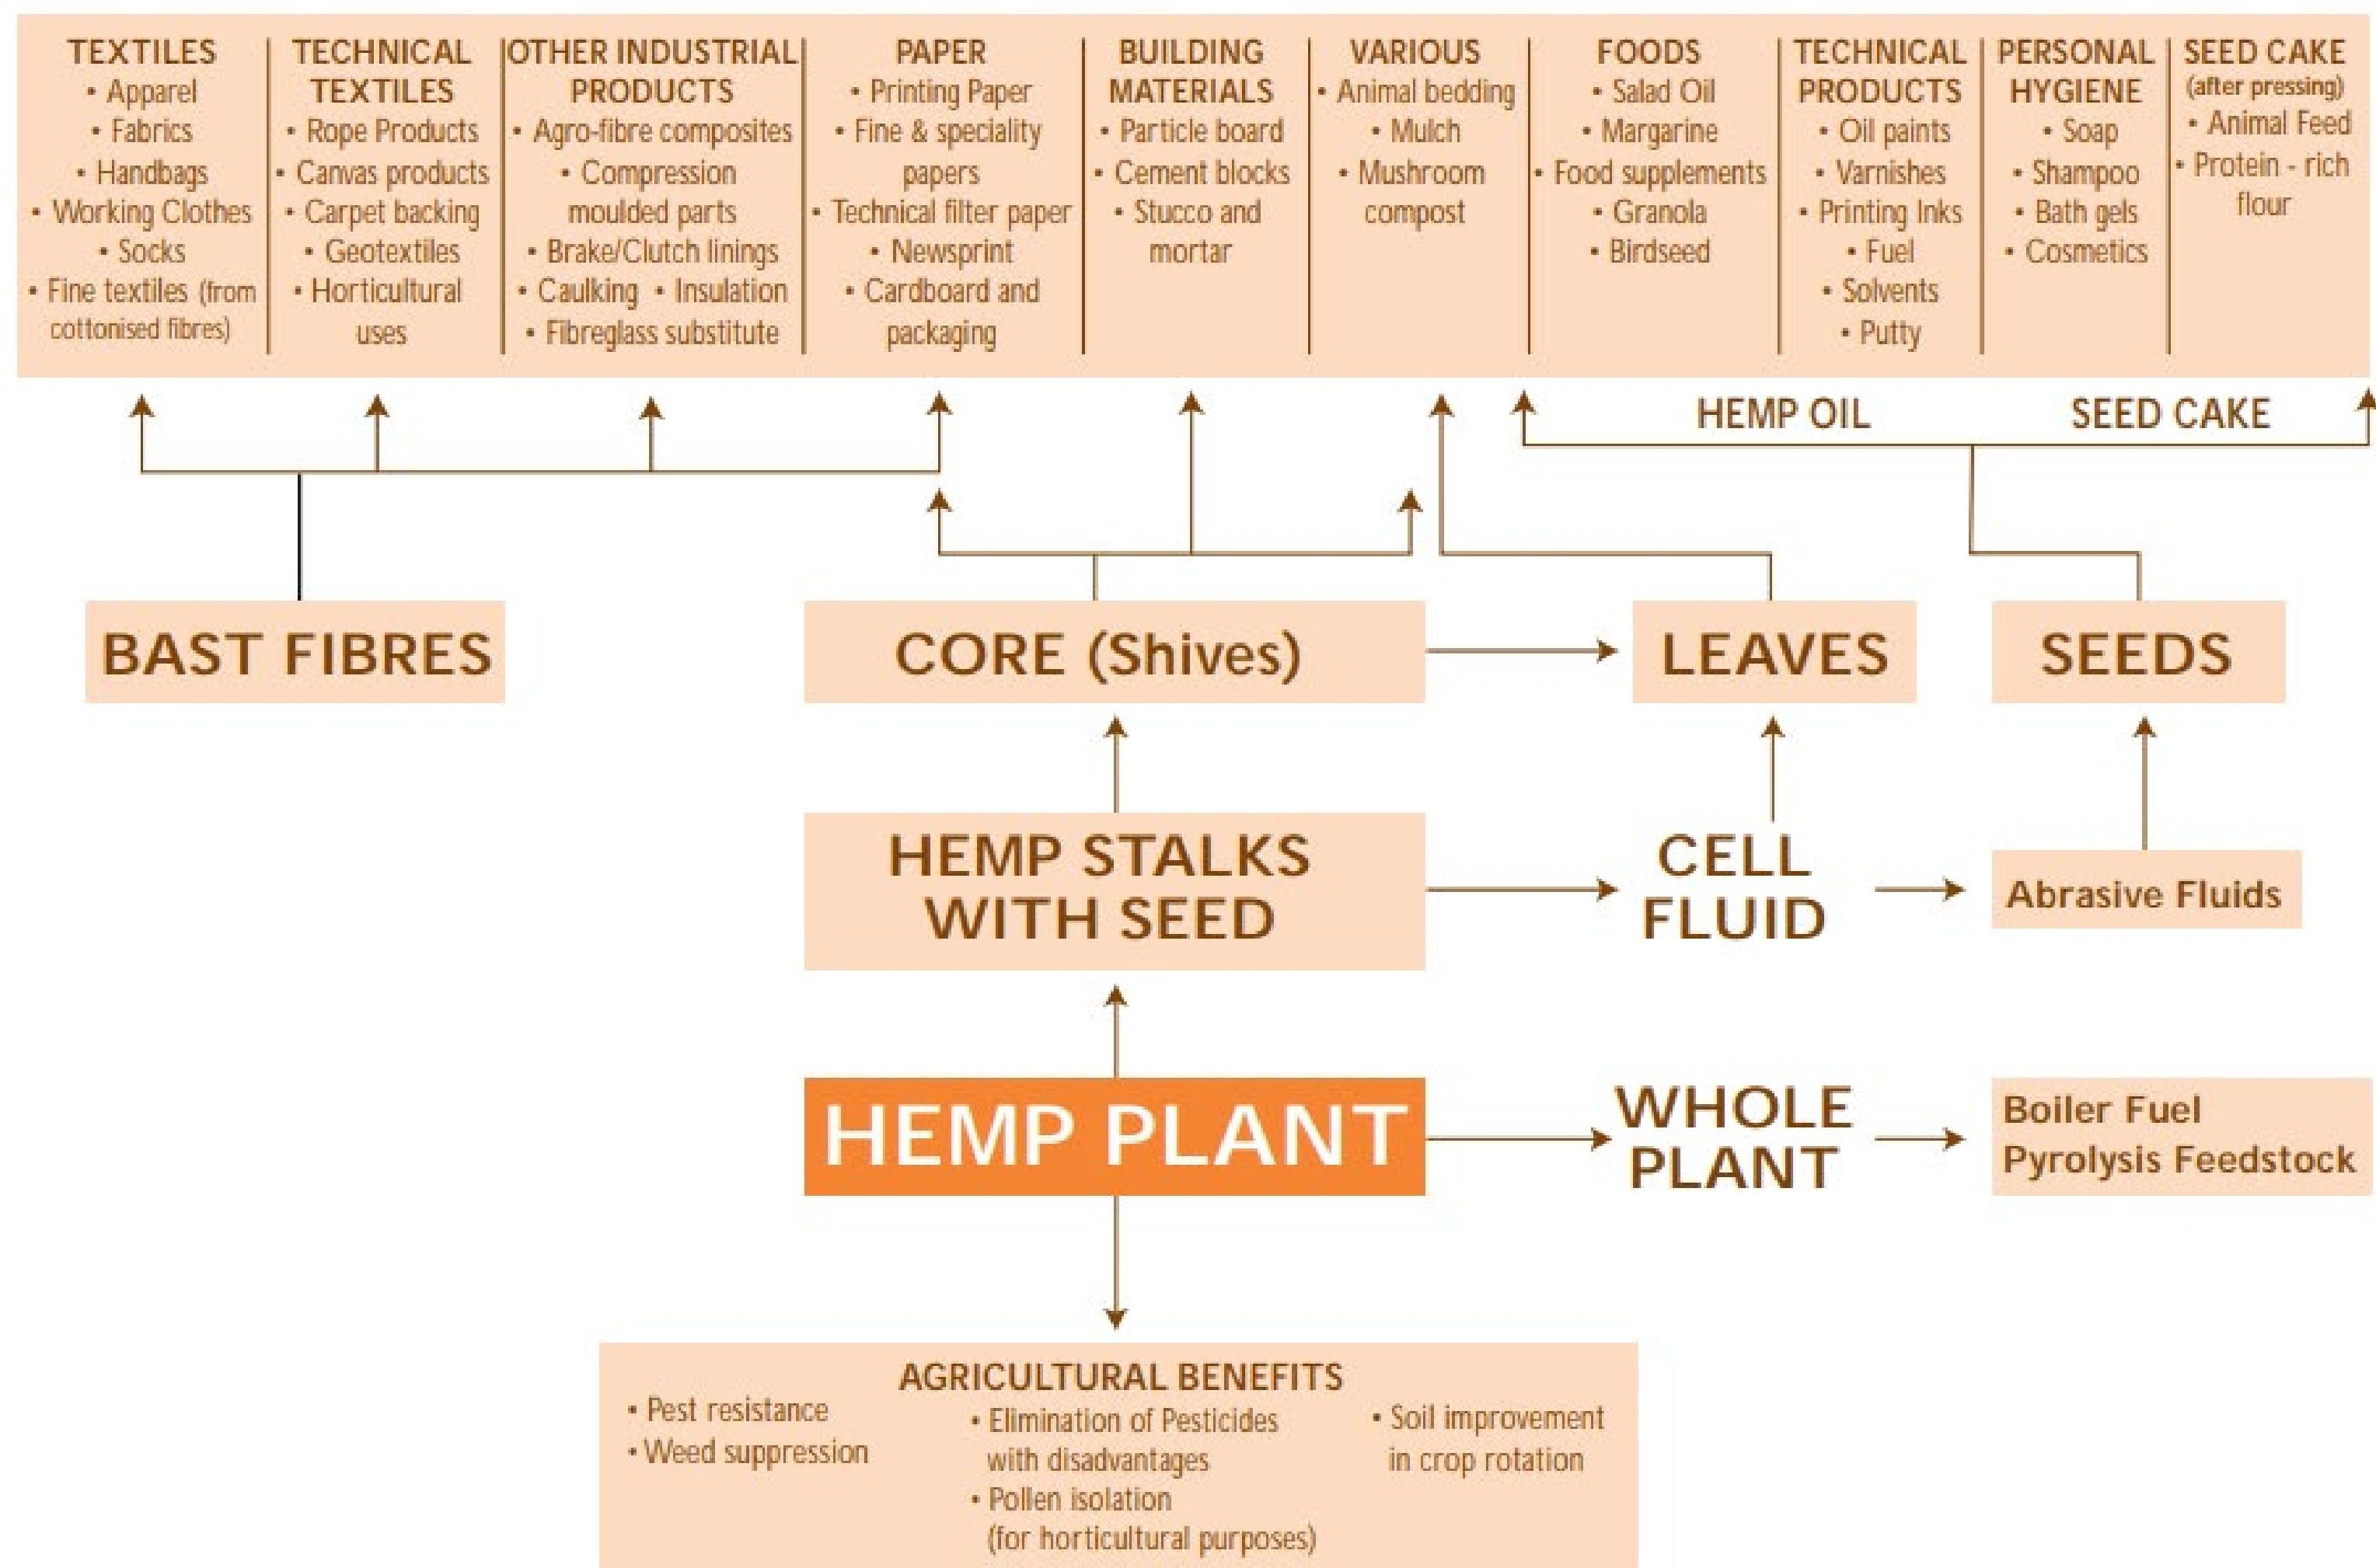 TEXTILES
• Apparel
• Fabrics
• Handbags
• Working Clothes
• Socks
• Fine textiles (from
cottonised fibres)
TECHNICAL
TEXTILES
• Rope Products
• Canvas products
• Carpet backing
• Geotextiles
• Horticultural
uses
OTHER INDUSTRIAL
PRODUCTS
• Agro-fibre composites
• Compression
moulded parts
• Brake/Clutch linings
• Caulking • Insulation
• Fibreglass substitute
PAPER
• Printing Paper
• Fine & speciality
papers
• Technical filter paper
• Newsprint
• Cardboard and
packaging
BUILDING
MATERIALS
• Particle board
• Cement blocks
• Stucco and
mortar
VARIOUS
• Animal bedding
• Mulch
• Mushroom
compost
FOODS
• Salad Oil
• Margarine
• Food supplements
• Granola
• Birdseed
TECHNICAL
PRODUCTS
• Oil paints
• Varnishes
• Printing Inks
• Fuel
• Solvents
• Putty
PERSONAL
HYGIENE
• Soap
• Shampoo
• Bath gels
• Cosmetics
SEED CAKE
(after pressing)
• Animal Feed
• Protein - rich
flour
HEMP OIL
SEED CAKE
BAST FIBRES
CORE (Shives)
LEAVES
SEEDS
HEMP STALKS
WITH SEED
CELL
FLUID
Abrasive Fluids
HEMP PLANT
WHOLE
PLANT
Boiler Fuel
Pyrolysis Feedstock
AGRICULTURAL BENEFITS
• Pest resistance
• Weed suppression
• Elimination of Pesticides
with disadvantages
• Pollen isolation
(for horticultural purposes)
• Soil improvement
in crop rotation